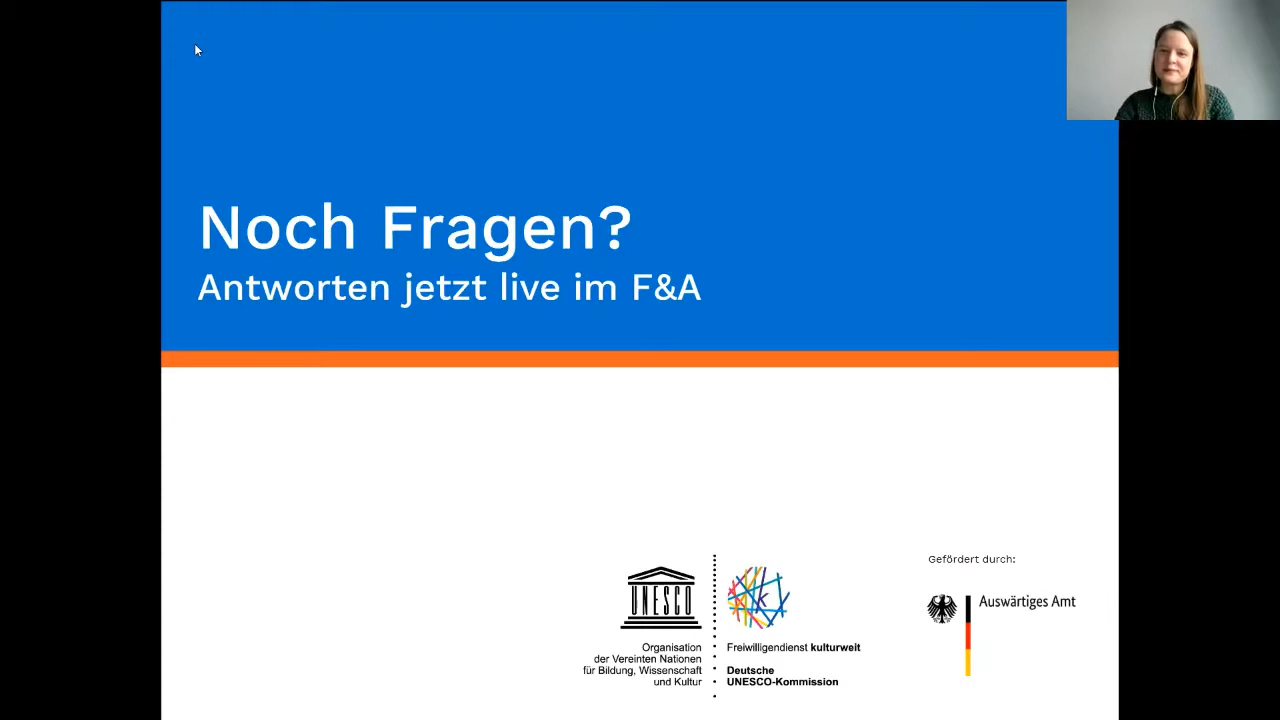 Noch Fragen?
Antworten jetzt live im F&A
Gefördert durch:
Auswärtiges Amt
UNESCO
k
Organisation
der Vereinten Nationen
für Bildung, Wissenschaft
und Kultur
Freiwilligendienst kulturweit
Deutsche
UNESCO-Kommission